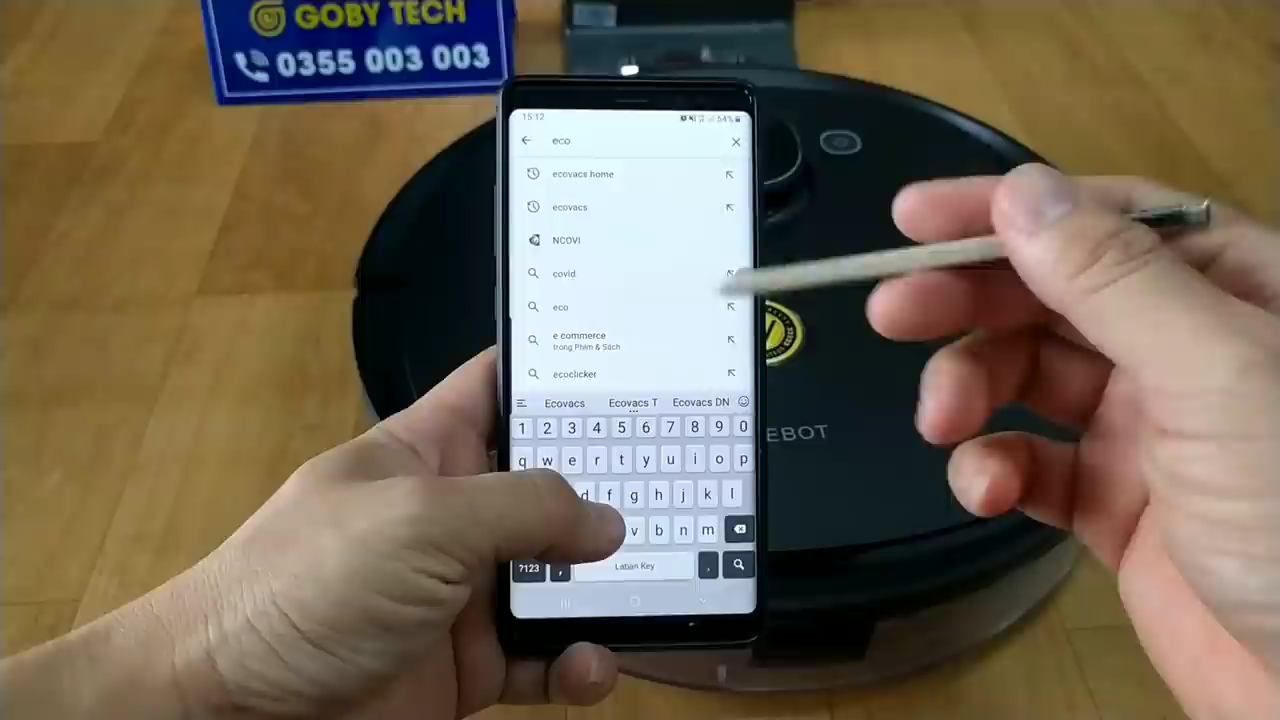 GOBY TECH
0355 003 003
15:12
54%
eco
ecovacs home
ecovacs
NCOVI
covid
eco
e commerce
trong Phim & Sách
ecoclicker
Ecovacs Ecovacs T Ecovacs DN
1 2 3 4 5 6 7 8 9 0
q w e r t y u i o p
d f g h j k l
v b n m
?123 , Laban Key .
EBOT